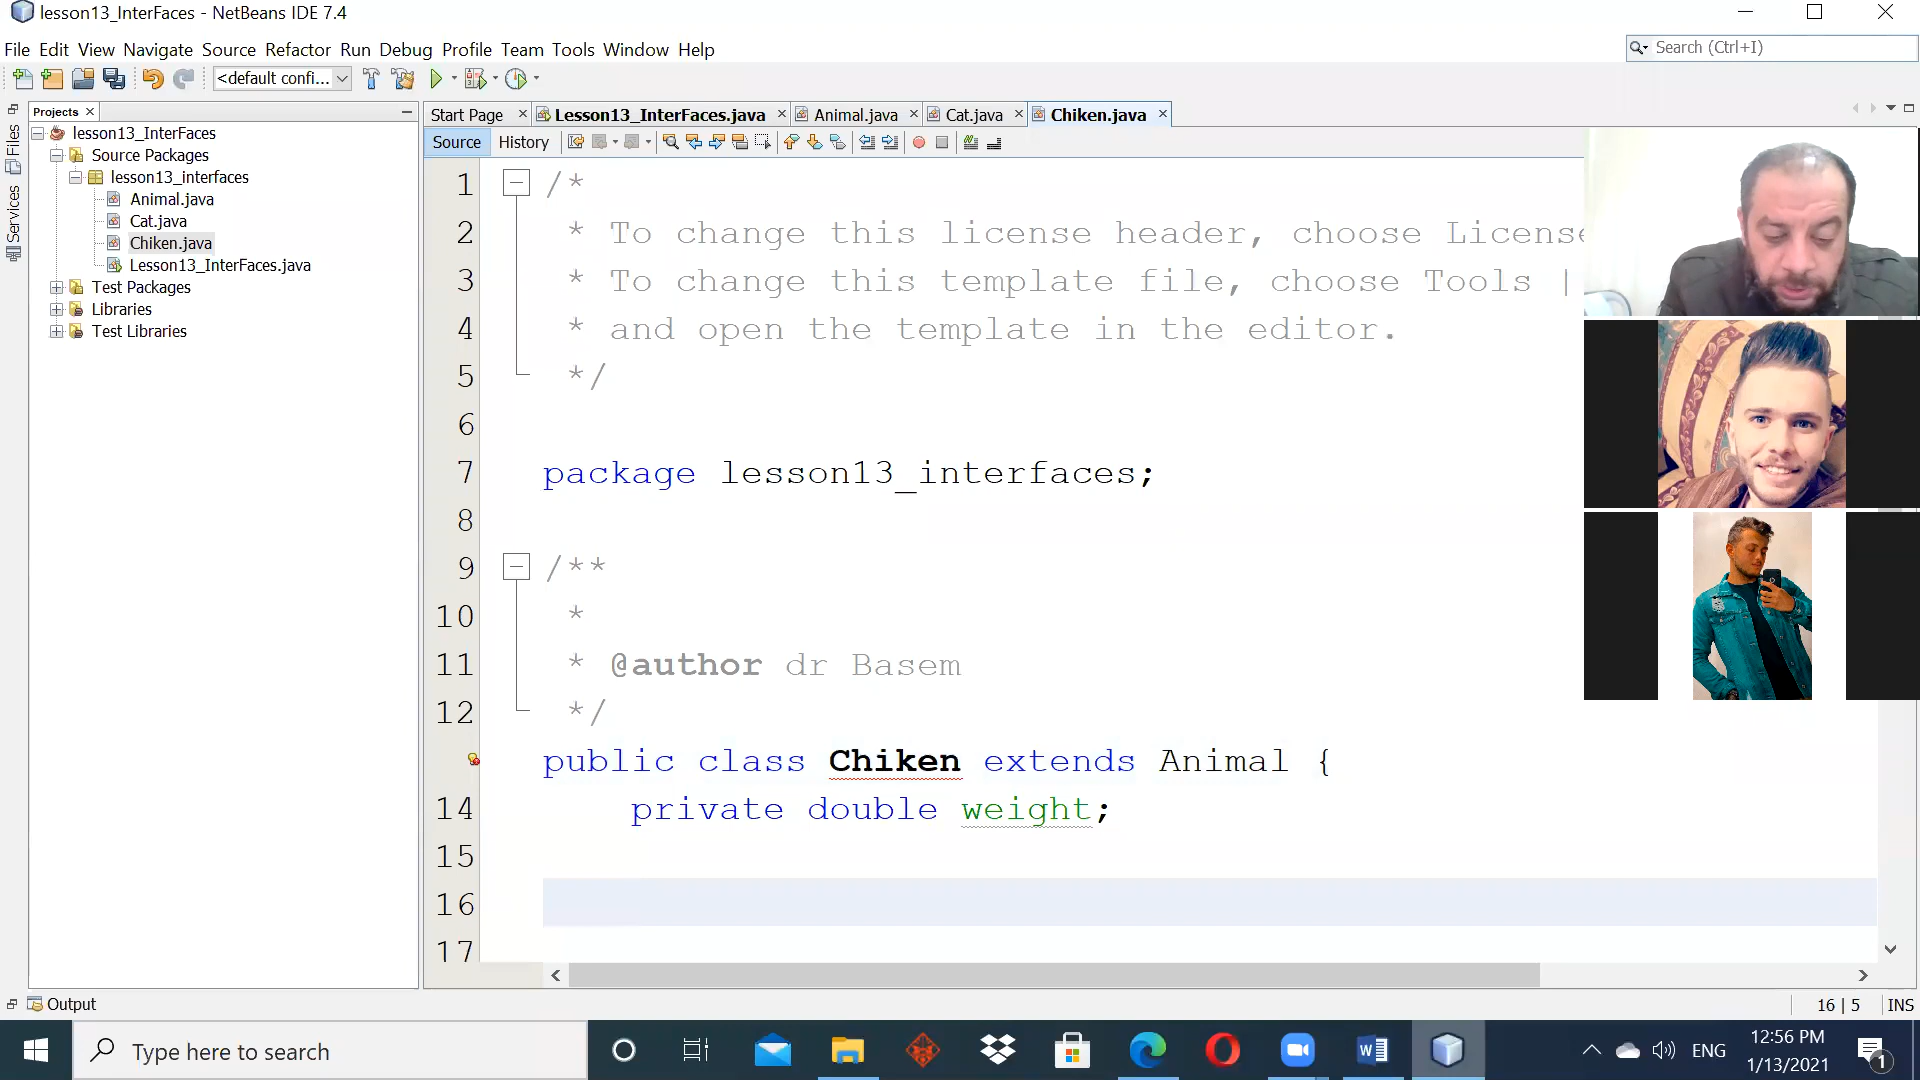 lesson13_InterFaces - NetBeans IDE 7.4
File Edit View Navigate Source Refactor Run Debug Profile Team Tools Window Help
Search (Ctrl+I)
<default confi...
Projects
Files
Services
lesson13_InterFaces
Source Packages
lesson13_interfaces
Animal.java
Cat.java
Chiken.java
Lesson13_InterFaces.java
Test Packages
Libraries
Test Libraries
Start Page Lesson13_InterFaces.java Animal.java Cat.java Chiken.java
Source History
1 /*
2 * To change this license header, choose License
3 * To change this template file, choose Tools |
4 * and open the template in the editor.
5 */
6
7 package lesson13_interfaces;
8
9 /**
10 *
11 * @author dr Basem
12 */
public class Chiken extends Animal {
14 private double weight;
15
16
17
Output
16 | 5 INS
Type here to search
ENG
12:56 PM
1/13/2021
1